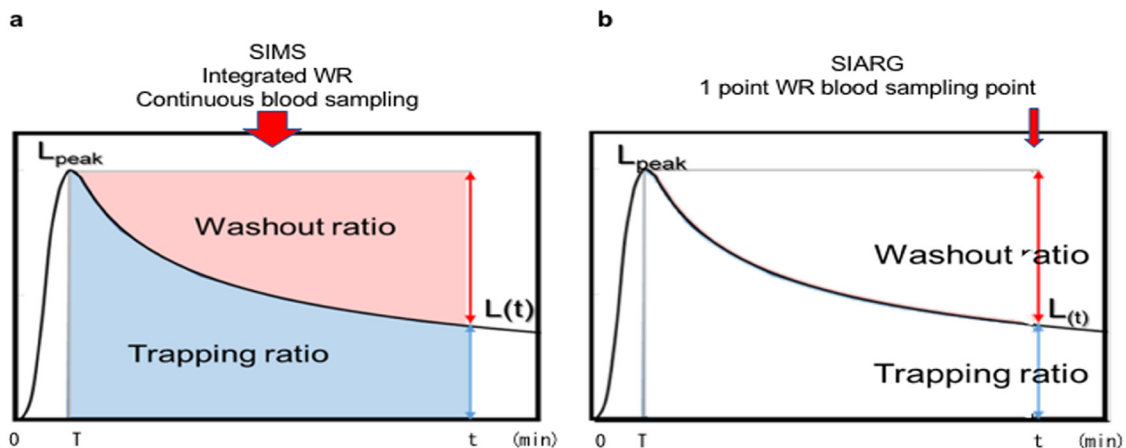 a
SIMS
Integrated WR
Continuous blood sampling
Lpeak
Washout ratio
L(t)
Trapping ratio
0 T t (min)
b
SIARG
1 point WR blood sampling point
Lpeak
Washout ratio
L(t)
Trapping ratio
0 T t (min)